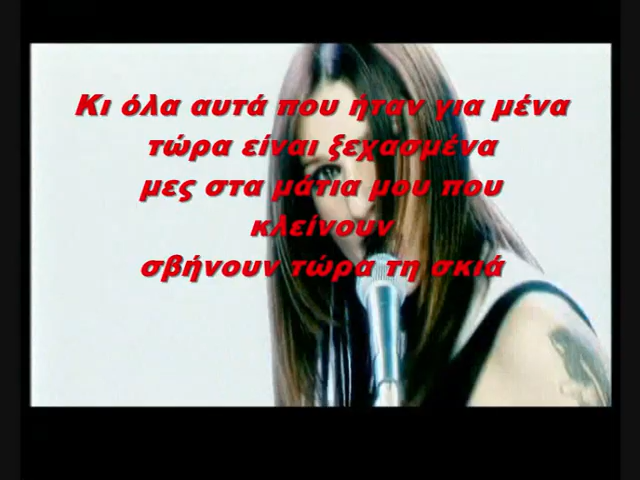 Κι όλα αυτά που ήταν για μένα
τώρα είναι ξεχασμένα
μες στα μάτια μου που
κλείνουν
σβήνουν τώρα τη σκιά